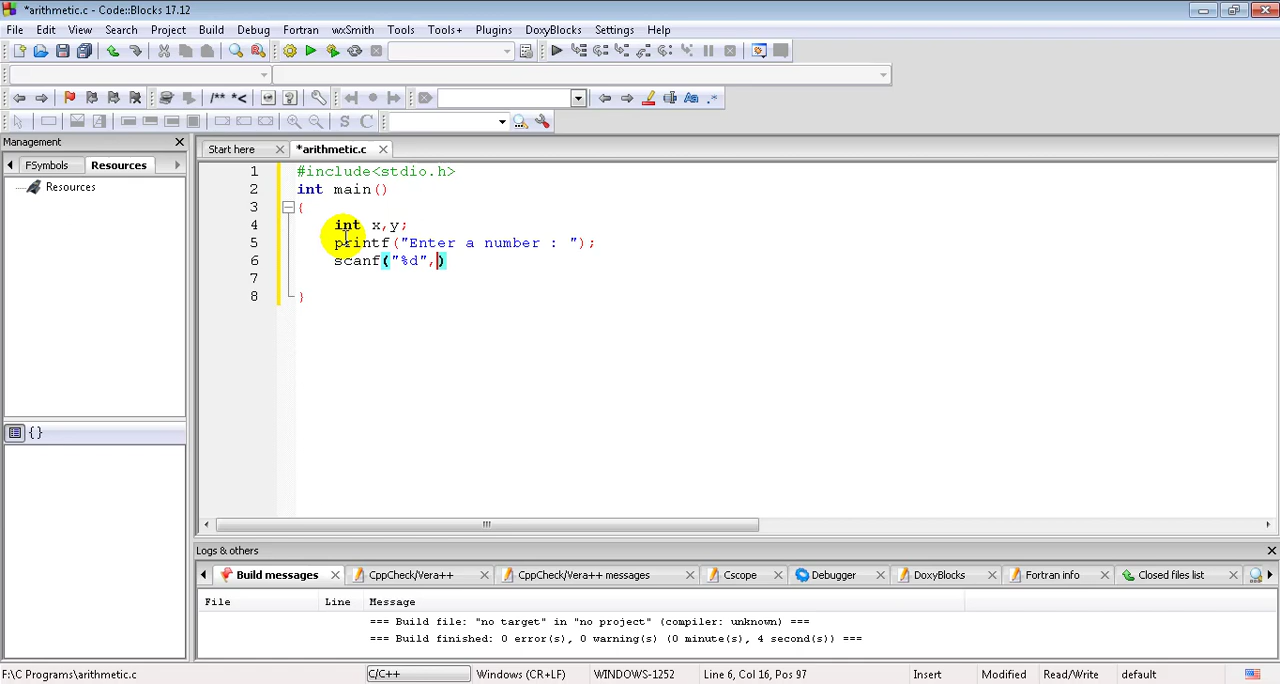 *arithmetic.c - Code::Blocks 17.12
File Edit View Search Project Build Debug Fortran wxSmith Tools Tools+ Plugins DoxyBlocks Settings Help
/** *<
Aa .*
S C
Management
FSymbols Resources
Resources
{}
Start here *arithmetic.c
1 #include<stdio.h>
2 int main()
3 {
4 int x,y;
5 printf("Enter a number : ");
6 scanf("%d",)
7
8 }
Logs & others
Build messages CppCheck/Vera++ CppCheck/Vera++ messages Cscope Debugger DoxyBlocks Fortran info Closed files list
File Line Message
=== Build file: "no target" in "no project" (compiler: unknown) ===
=== Build finished: 0 error(s), 0 warning(s) (0 minute(s), 4 second(s)) ===
F:\C Programs\arithmetic.c C/C++ Windows (CR+LF) WINDOWS-1252 Line 6, Col 16, Pos 97 Insert Modified Read/Write default